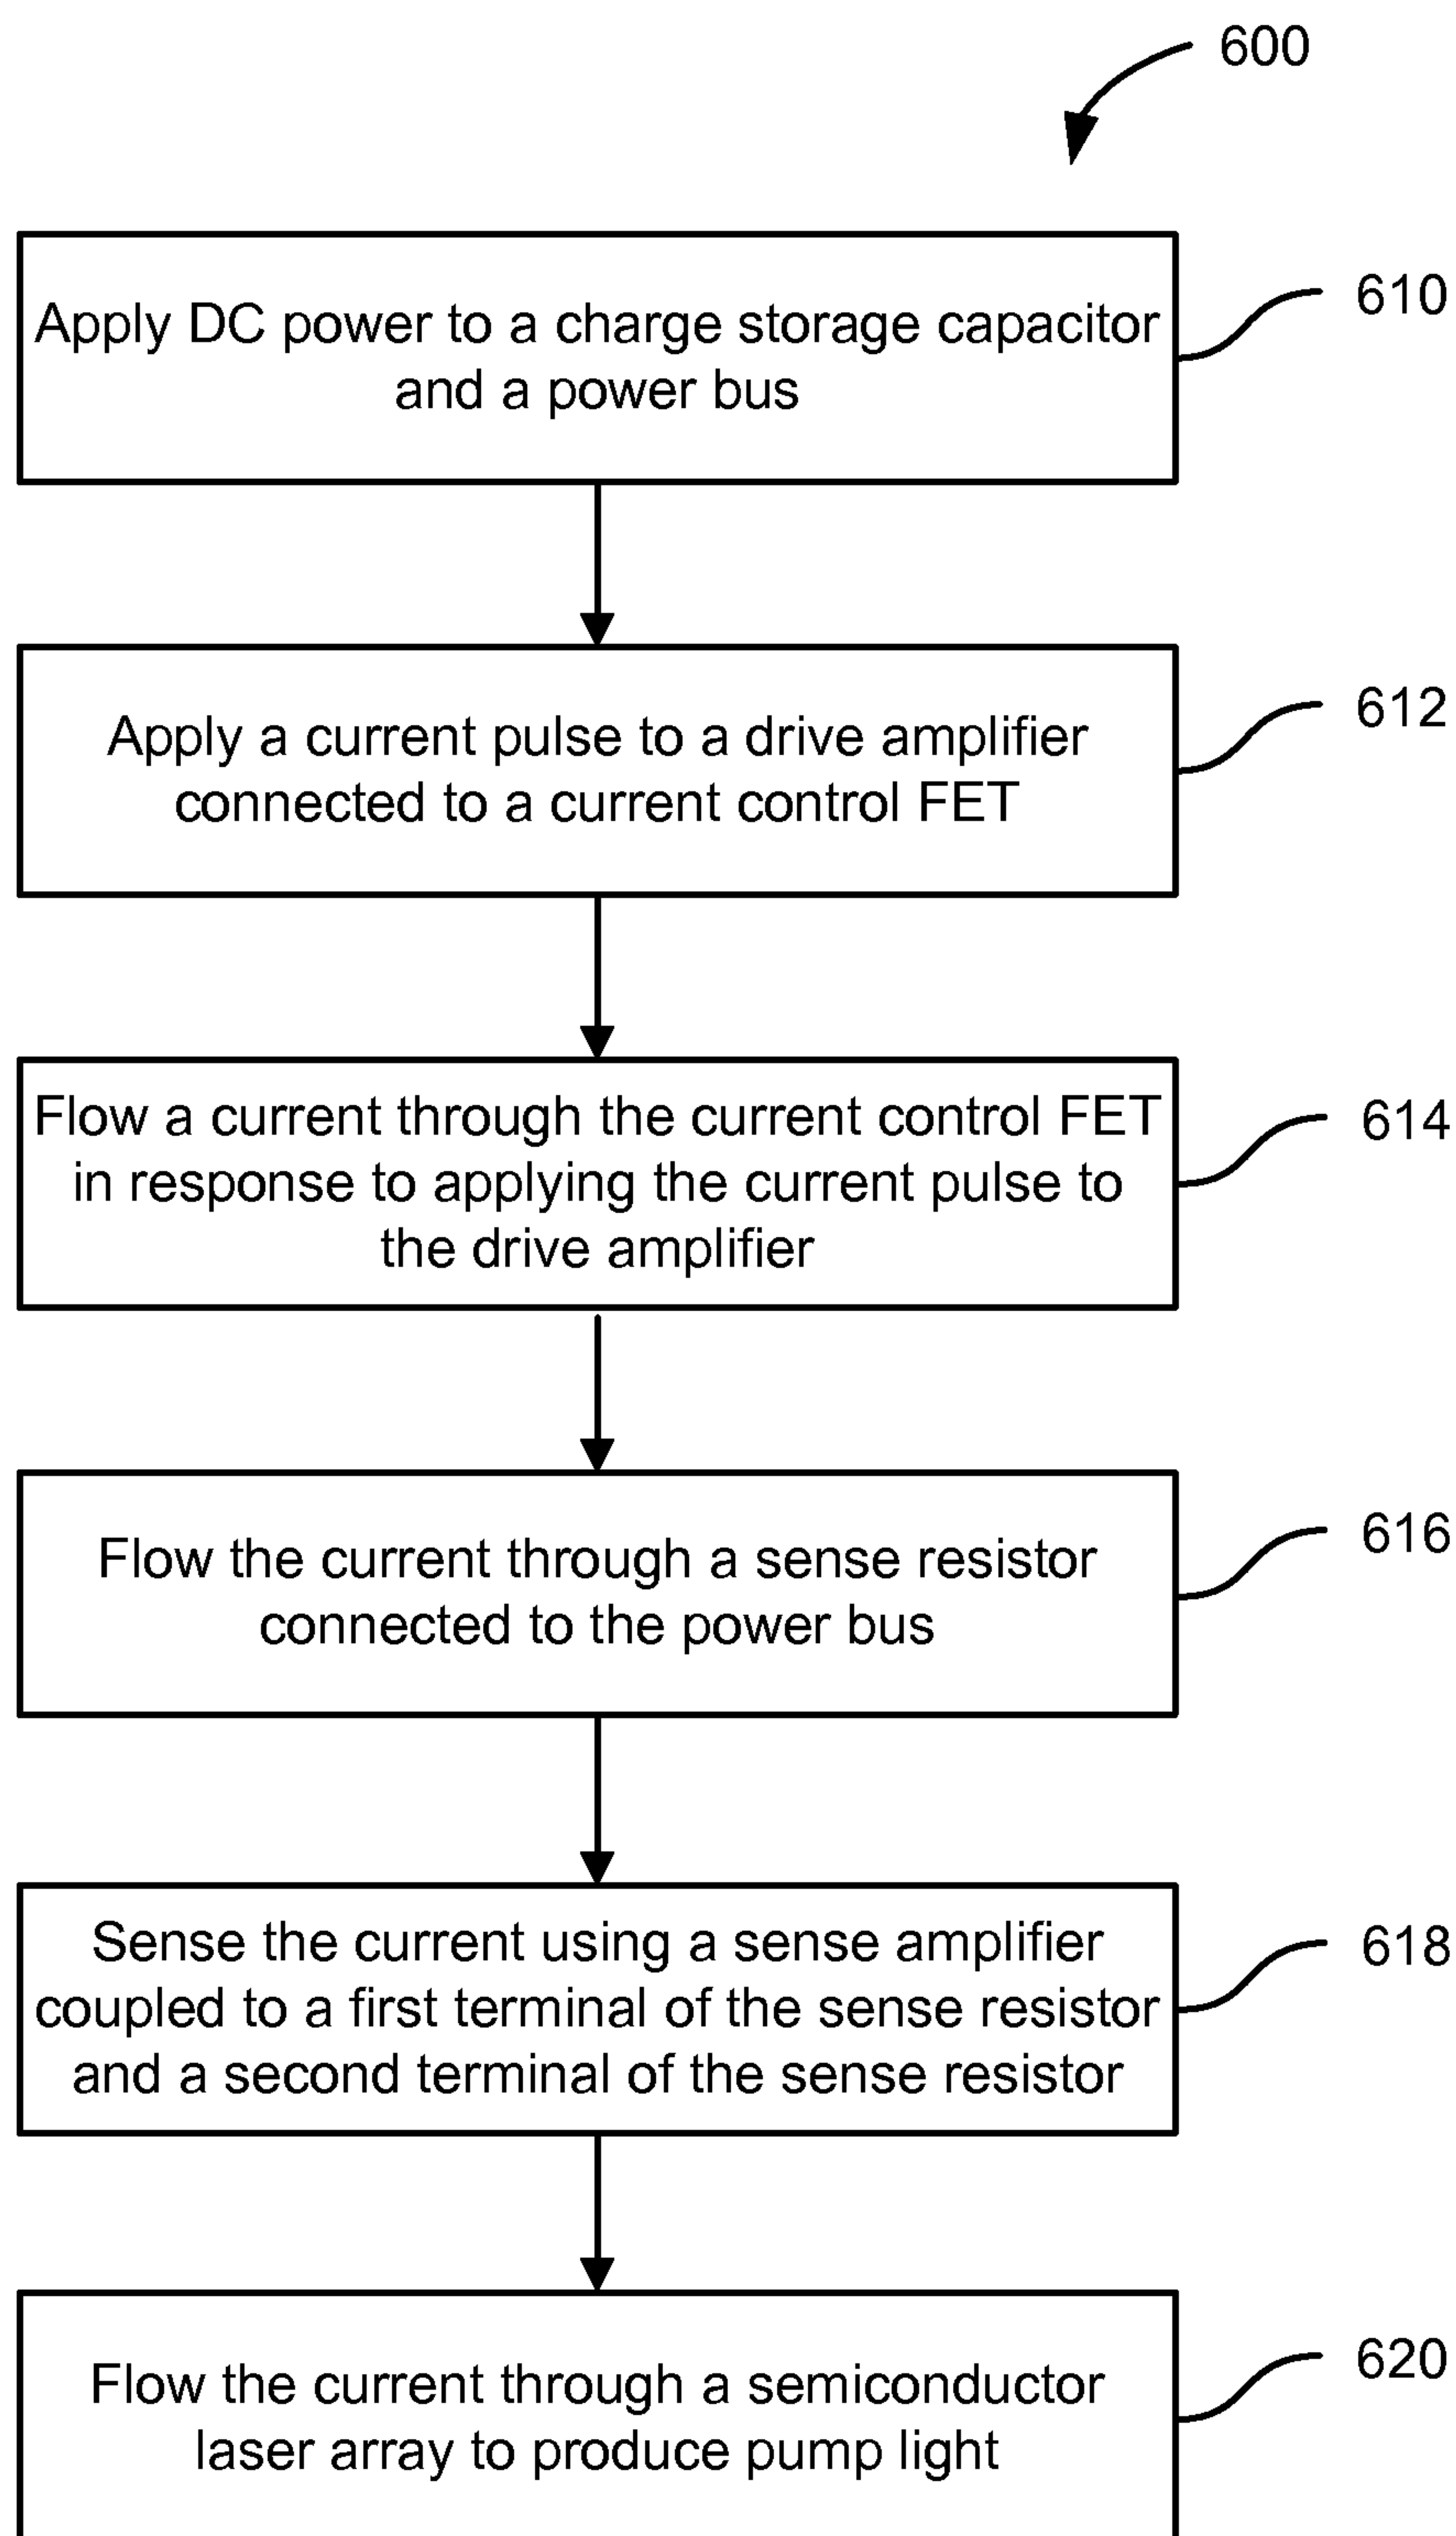 600
Apply DC power to a charge storage capacitor
and a power bus
610
Apply a current pulse to a drive amplifier
connected to a current control FET
612
Flow a current through the current control FET
in response to applying the current pulse to
the drive amplifier
614
Flow the current through a sense resistor
connected to the power bus
616
Sense the current using a sense amplifier
coupled to a first terminal of the sense resistor
and a second terminal of the sense resistor
618
Flow the current through a semiconductor
laser array to produce pump light
620